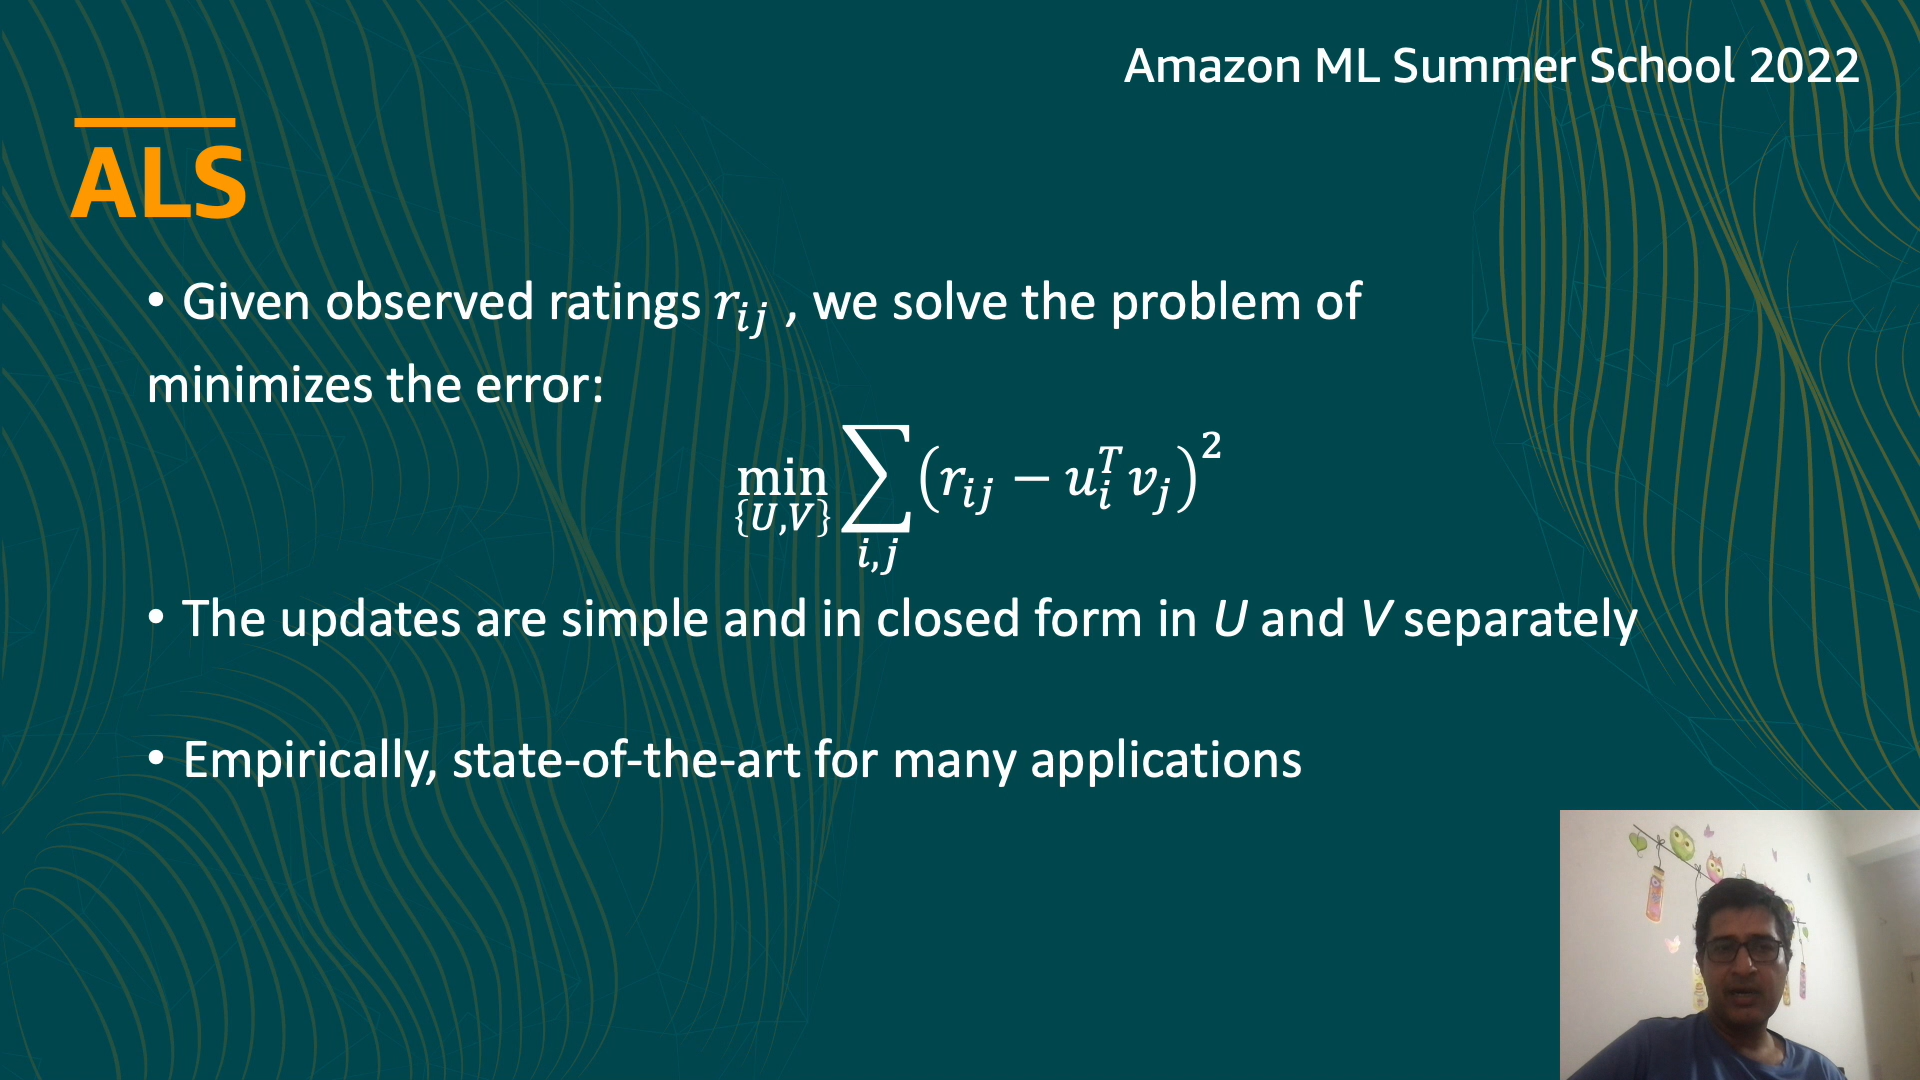 Amazon ML Summer School 2022
ALS
• Given observed ratings r_{ij} , we solve the problem of
minimizes the error:
\min_{\{U,V\}} \sum_{i,j} (r_{ij} - u_i^T v_j)^2
• The updates are simple and in closed form in U and V separately
• Empirically, state-of-the-art for many applications